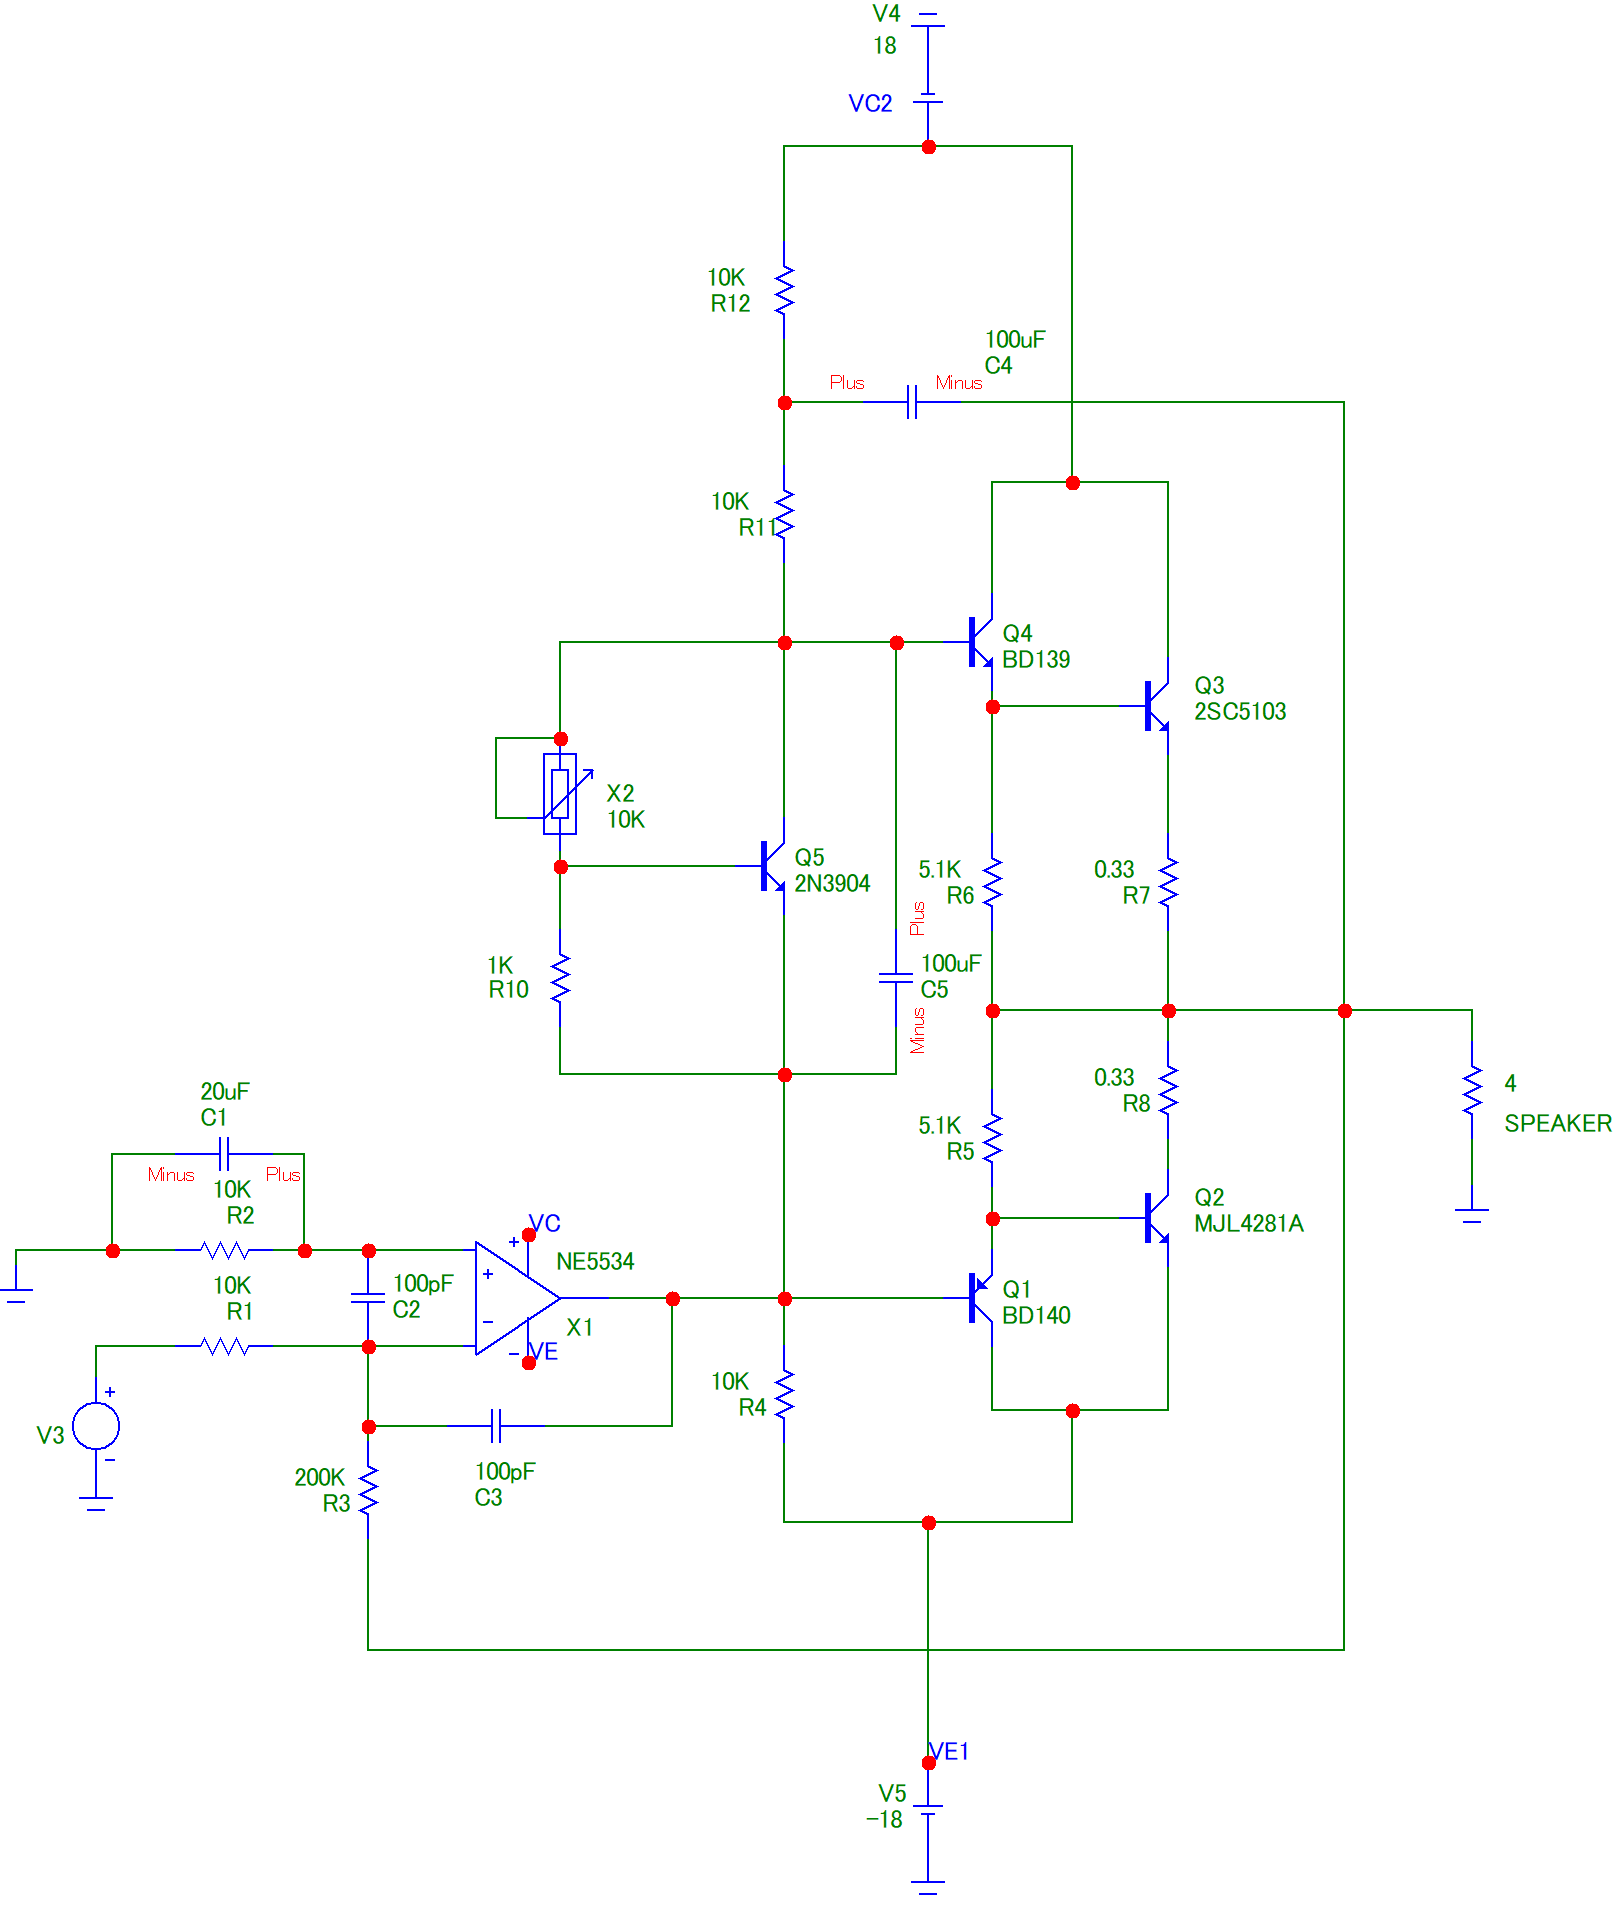 V4
18
VC2
10K
R12
100uF
C4
Plus
Minus
10K
R11
Q4
BD139
Q3
2SC5103
X2
10K
Q5
2N3904
5.1K
R6
0.33
R7
Plus
100uF
C5
Minus
1K
R10
20uF
C1
Minus
Plus
10K
R2
0.33
R8
4
SPEAKER
5.1K
R5
Q2
MJL4281A
VC
+
NE5534
+
100pF
C2
10K
R1
Q1
BD140
X1
−
− VE
10K
R4
+
V3
−
100pF
C3
200K
R3
VE1
V5
-18